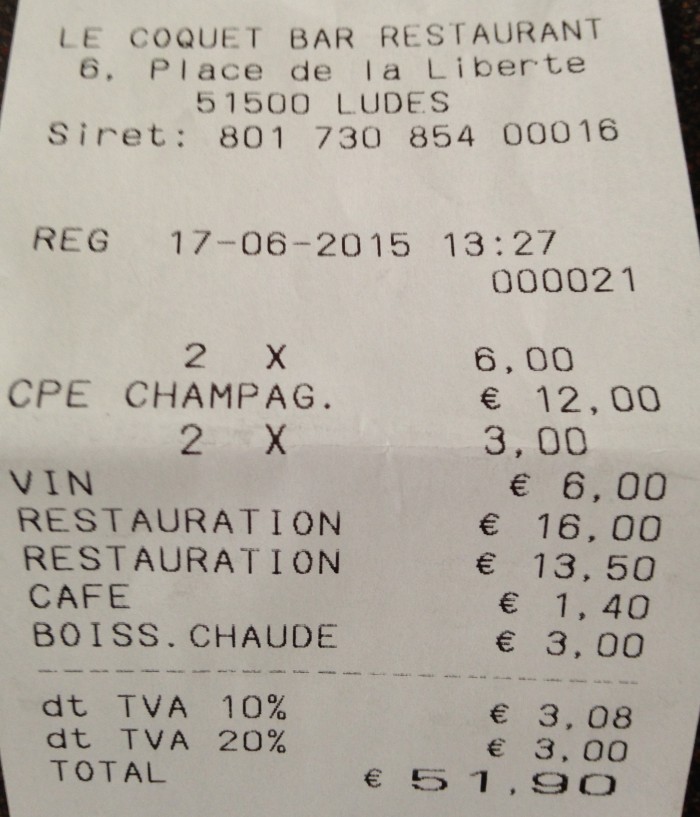 LE COQUET BAR RESTAURANT
6, Place de la Liberte
51500 LUDES
Siret: 801 730 854 00016
REG 17-06-2015 13:27
000021
2 X 6,00
CPE CHAMPAG. € 12,00
2 X 3,00
VIN € 6,00
RESTAURATION € 16,00
RESTAURATION € 13,50
CAFE € 1,40
BOISS.CHAUDE € 3,00
dt TVA 10% € 3,08
dt TVA 20% € 3,00
TOTAL € 51,90